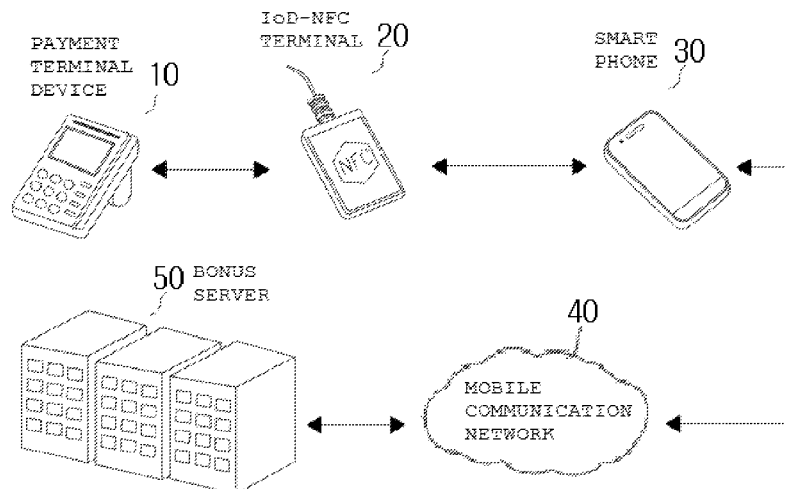 PAYMENT
TERMINAL
DEVICE
10
IoD-NFC
TERMINAL
20
NFC
SMART
PHONE
30
50
BONUS
SERVER
40
MOBILE
COMMUNICATION
NETWORK